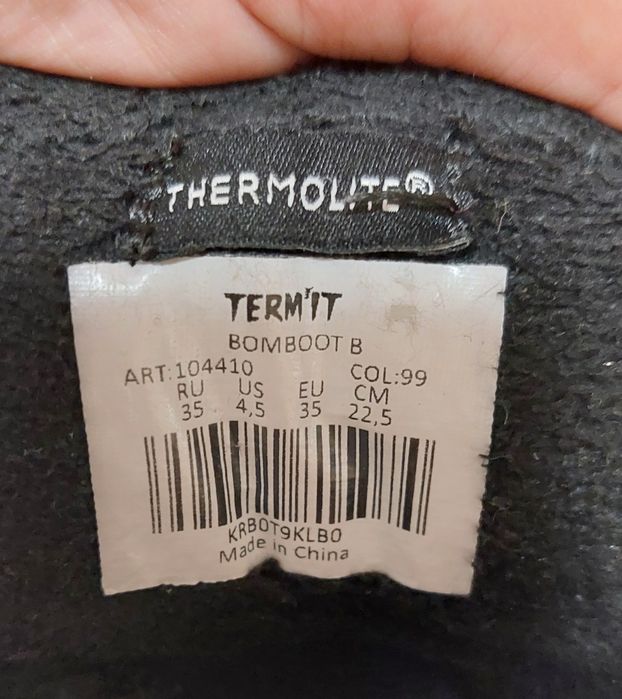 THERMOLITE®
TERM'IT
BOMBOOT B
ART:104410 COL:99
RU US EU CM
35 4,5 35 22,5
KRB0T9KLB0
Made in China